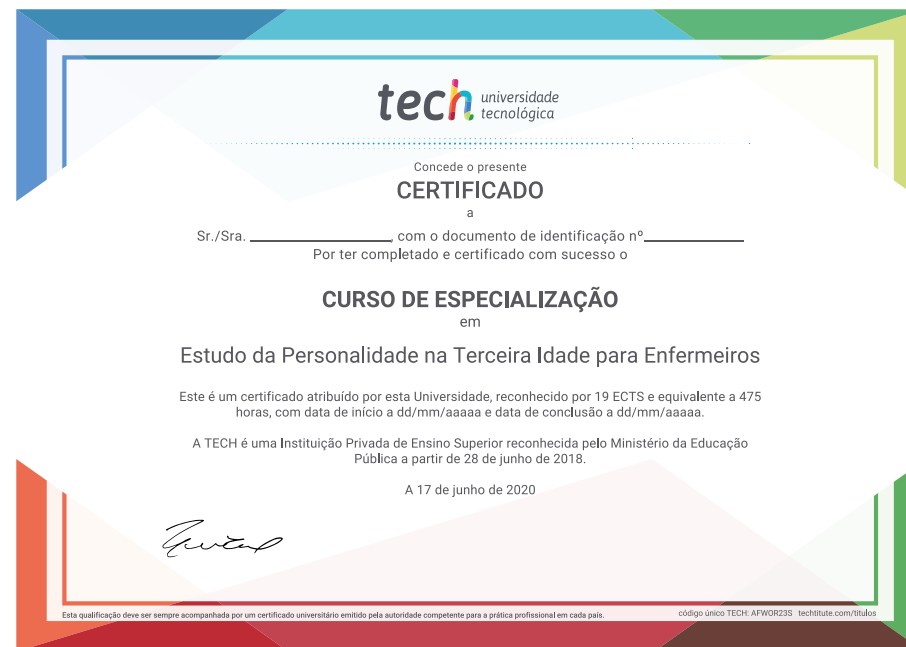 tech universidade
tecnológica
Concede o presente
CERTIFICADO
a
Sr./Sra. ________________, com o documento de identificação nº____________
Por ter completado e certificado com sucesso o
CURSO DE ESPECIALIZAÇÃO
em
Estudo da Personalidade na Terceira Idade para Enfermeiros
Este é um certificado atribuído por esta Universidade, reconhecido por 19 ECTS e equivalente a 475
horas, com data de início a dd/mm/aaaaa e data de conclusão a dd/mm/aaaaa.
A TECH é uma Instituição Privada de Ensino Superior reconhecida pelo Ministério da Educação
Pública a partir de 28 de junho de 2018.
A 17 de junho de 2020
Esta qualificação deve ser sempre acompanhada por um certificado universitário emitido pela autoridade competente para a prática profissional em cada país.
código único TECH: AFWOR23S techtitute.com/titulos